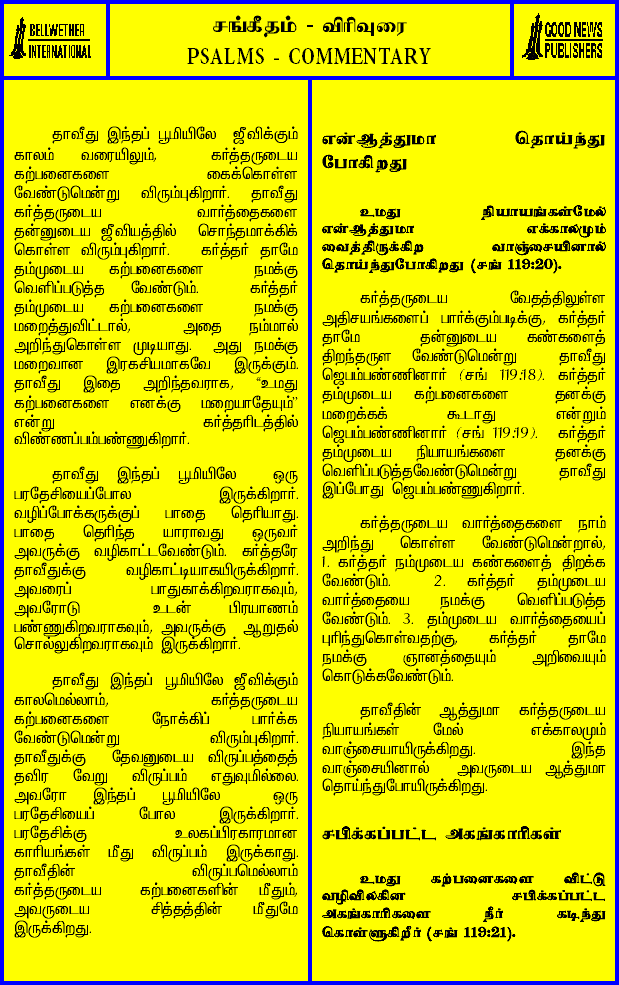 BELLWETHER
INTERNATIONAL
சங்கீதம் - விரிவுரை
PSALMS - COMMENTARY
GOOD NEWS
PUBLISHERS
தாவீது இந்தப் பூமியிலே ஜீவிக்கும்
காலம் வரையிலும், கர்த்தருடைய
கற்பனைகளை கைக்கொள்ள
வேண்டுமென்று விரும்புகிறார். தாவீது
கர்த்தருடைய வார்த்தைகளை
தன்னுடைய ஜீவியத்தில் சொந்தமாக்கிக்
கொள்ள விரும்புகிறார். கர்த்தர் தாமே
தம்முடைய கற்பனைகளை நமக்கு
வெளிப்படுத்த வேண்டும். கர்த்தர்
தம்முடைய கற்பனைகளை நமக்கு
மறைத்துவிட்டால், அதை நம்மால்
அறிந்துகொள்ள முடியாது. அது நமக்கு
மறைவான இரகசியமாகவே இருக்கும்.
தாவீது இதை அறிந்தவராக, “உமது
கற்பனைகளை எனக்கு மறையாதேயும்”
என்று கர்த்தரிடத்தில்
விண்ணப்பம்பண்ணுகிறார்.
தாவீது இந்தப் பூமியிலே ஒரு
பரதேசியைப்போல இருக்கிறார்.
வழிப்போக்கருக்குப் பாதை தெரியாது.
பாதை தெரிந்த யாராவது ஒருவர்
அவருக்கு வழிகாட்டவேண்டும். கர்த்தரே
தாவீதுக்கு வழிகாட்டியாகயிருக்கிறார்.
அவரைப் பாதுகாக்கிறவராகவும்,
அவரோடு உடன் பிரயாணம்
பண்ணுகிறவராகவும், அவருக்கு ஆறுதல்
சொல்லுகிறவராகவும் இருக்கிறார்.
தாவீது இந்தப் பூமியிலே ஜீவிக்கும்
காலமெல்லாம், கர்த்தருடைய
கற்பனைகளை நோக்கிப் பார்க்க
வேண்டுமென்று விரும்புகிறார்.
தாவீதுக்கு தேவனுடைய விருப்பத்தைத்
தவிர வேறு விருப்பம் எதுவுமில்லை.
அவரோ இந்தப் பூமியிலே ஒரு
பரதேசியைப் போல இருக்கிறார்.
பரதேசிக்கு உலகப்பிரகாரமான
காரியங்கள் மீது விருப்பம் இருக்காது.
தாவீதின் விருப்பமெல்லாம்
கர்த்தருடைய கற்பனைகளின் மீதும்,
அவருடைய சித்தத்தின் மீதுமே
இருக்கிறது.
என்ஆத்துமா தொய்ந்து
போகிறது
உமது நியாயங்கள்மேல்
என்ஆத்துமா எக்காலமும்
வைத்திருக்கிற வாஞ்சையினால்
தொய்ந்துபோகிறது (சங் 119:20).
கர்த்தருடைய வேதத்திலுள்ள
அதிசயங்களைப் பார்க்கும்படிக்கு, கர்த்தர்
தாமே தன்னுடைய கண்களைத்
திறந்தருள வேண்டுமென்று தாவீது
ஜெபம்பண்ணினார் (சங் 119:18). கர்த்தர்
தம்முடைய கற்பனைகளை தனக்கு
மறைக்கக் கூடாது என்றும்
ஜெபம்பண்ணினார் (சங் 119:19). கர்த்தர்
தம்முடைய நியாயங்களை தனக்கு
வெளிப்படுத்தவேண்டுமென்று தாவீது
இப்போது ஜெபம்பண்ணுகிறார்.
கர்த்தருடைய வார்த்தைகளை நாம்
அறிந்து கொள்ள வேண்டுமென்றால்,
1. கர்த்தர் நம்முடைய கண்களைத் திறக்க
வேண்டும். 2. கர்த்தர் தம்முடைய
வார்த்தையை நமக்கு வெளிப்படுத்த
வேண்டும். 3. தம்முடைய வார்த்தையைப்
புரிந்துகொள்வதற்கு, கர்த்தர் தாமே
நமக்கு ஞானத்தையும் அறிவையும்
கொடுக்கவேண்டும்.
தாவீதின் ஆத்துமா கர்த்தருடைய
நியாயங்கள் மேல் எக்காலமும்
வாஞ்சையாயிருக்கிறது. இந்த
வாஞ்சையினால் அவருடைய ஆத்துமா
தொய்ந்துபோயிருக்கிறது.
சபிக்கப்பட்ட அகங்காரிகள்
உமது கற்பனைகளை விட்டு
வழிவிலகின சபிக்கப்பட்ட
அகங்காரிகளை நீர் கடிந்து
கொள்ளுகிறீர் (சங் 119:21).